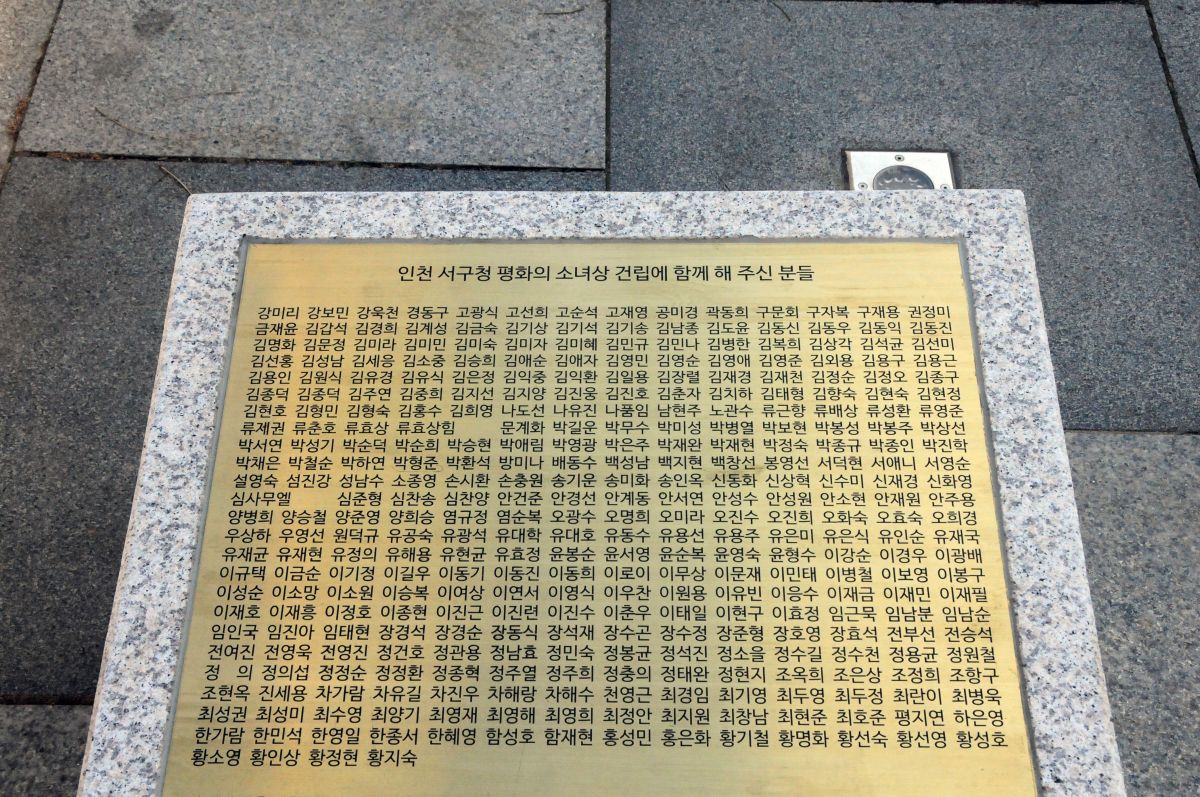 인천 서구청 평화의 소녀상 건립에 함께 해 주신 분들
강미리 강보민 강욱천 경동구 고광식 고선희 고순석 고재영 공미경 곽동희 구문회 구자복 구재용 권정미
금재윤 김갑석 김경희 김계성 김금숙 김기상 김기석 김기송 김남종 김도윤 김동신 김동우 김동익 김동진
김명화 김문정 김미라 김미민 김미숙 김미자 김미혜 김민규 김민나 김병한 김복희 김상각 김석균 김선미
김선홍 김성남 김세응 김소중 김승희 김애순 김애자 김영민 김영순 김영애 김영준 김외용 김용구 김용근
김용인 김원식 김유경 김유식 김은정 김익중 김익환 김일용 김장렬 김재경 김재천 김정순 김정오 김종구
김종덕 김종덕 김주연 김중희 김지선 김지양 김진웅 김진호 김춘자 김치하 김태형 김향숙 김현숙 김현정
김현호 김형민 김형숙 김홍수 김희영 나도선 나유진 나풀임 남현주 노관수 류근향 류배상 류성환 류영준
류제권 류춘호 류효상 류효상힘 문계화 박길운 박무수 박미성 박병열 박보현 박봉성 박봉주 박상선
박서연 박성기 박순덕 박순희 박승현 박애림 박영광 박은주 박재완 박재현 박정숙 박종규 박종인 박진학
박채은 박철순 박하연 박형준 박환석 방미나 배동수 백성남 백지현 백창선 봉영선 서덕현 서애니 서영순
설영숙 섬진강 성남수 소종영 손시환 손충원 송기운 송미화 송인옥 신동화 신상혁 신수미 신재경 신화영
심사무엘 심준형 심찬송 심찬양 안건준 안경선 안계동 안서연 안성수 안성원 안소현 안재원 안주용
양병희 양승철 양준영 양희승 염규정 염순복 오광수 오명희 오미라 오진수 오진희 오화숙 오효숙 오희경
우상하 우영선 원덕규 유공숙 유광석 유대학 유대호 유동수 유용선 유용주 유은미 유은식 유인순 유재국
유재균 유재현 유정의 유해용 유현균 유효정 윤봉순 윤서영 윤순복 윤영숙 윤형수 이강순 이경우 이광배
이규택 이금순 이기정 이길우 이동기 이동진 이동희 이로이 이무상 이문재 이민태 이병철 이보영 이봉구
이성순 이소망 이소원 이승복 이여상 이연서 이영식 이우찬 이원용 이유빈 이응수 이재금 이재민 이재필
이재호 이재흥 이정호 이종현 이진근 이진련 이진수 이춘우 이태일 이현구 이효정 임근묵 임남분 임남순
임인국 임진아 임태현 장경석 장경순 장동식 장석재 장수곤 장수정 장준형 장호영 장효석 전부선 전승석
전여진 전영욱 전영진 정건호 정관용 정남효 정민숙 정봉균 정석진 정소을 정수길 정수천 정용균 정원철
정 의 정의섭 정정순 정정환 정종혁 정주열 정주희 정충의 정태완 정현지 조옥희 조은상 조정희 조항구
조현옥 진세용 차가람 차유길 차진우 차해랑 차해수 천영근 최경임 최기영 최두영 최두정 최란이 최병욱
최성권 최성미 최수영 최양기 최영재 최영해 최영희 최정안 최지원 최창남 최현준 최호준 평지연 하은영
한가람 한민석 한영일 한종서 한혜영 함성호 함재현 홍성민 홍은화 황기철 황명화 황선숙 황선영 황성호
황소영 황인상 황정현 황지숙